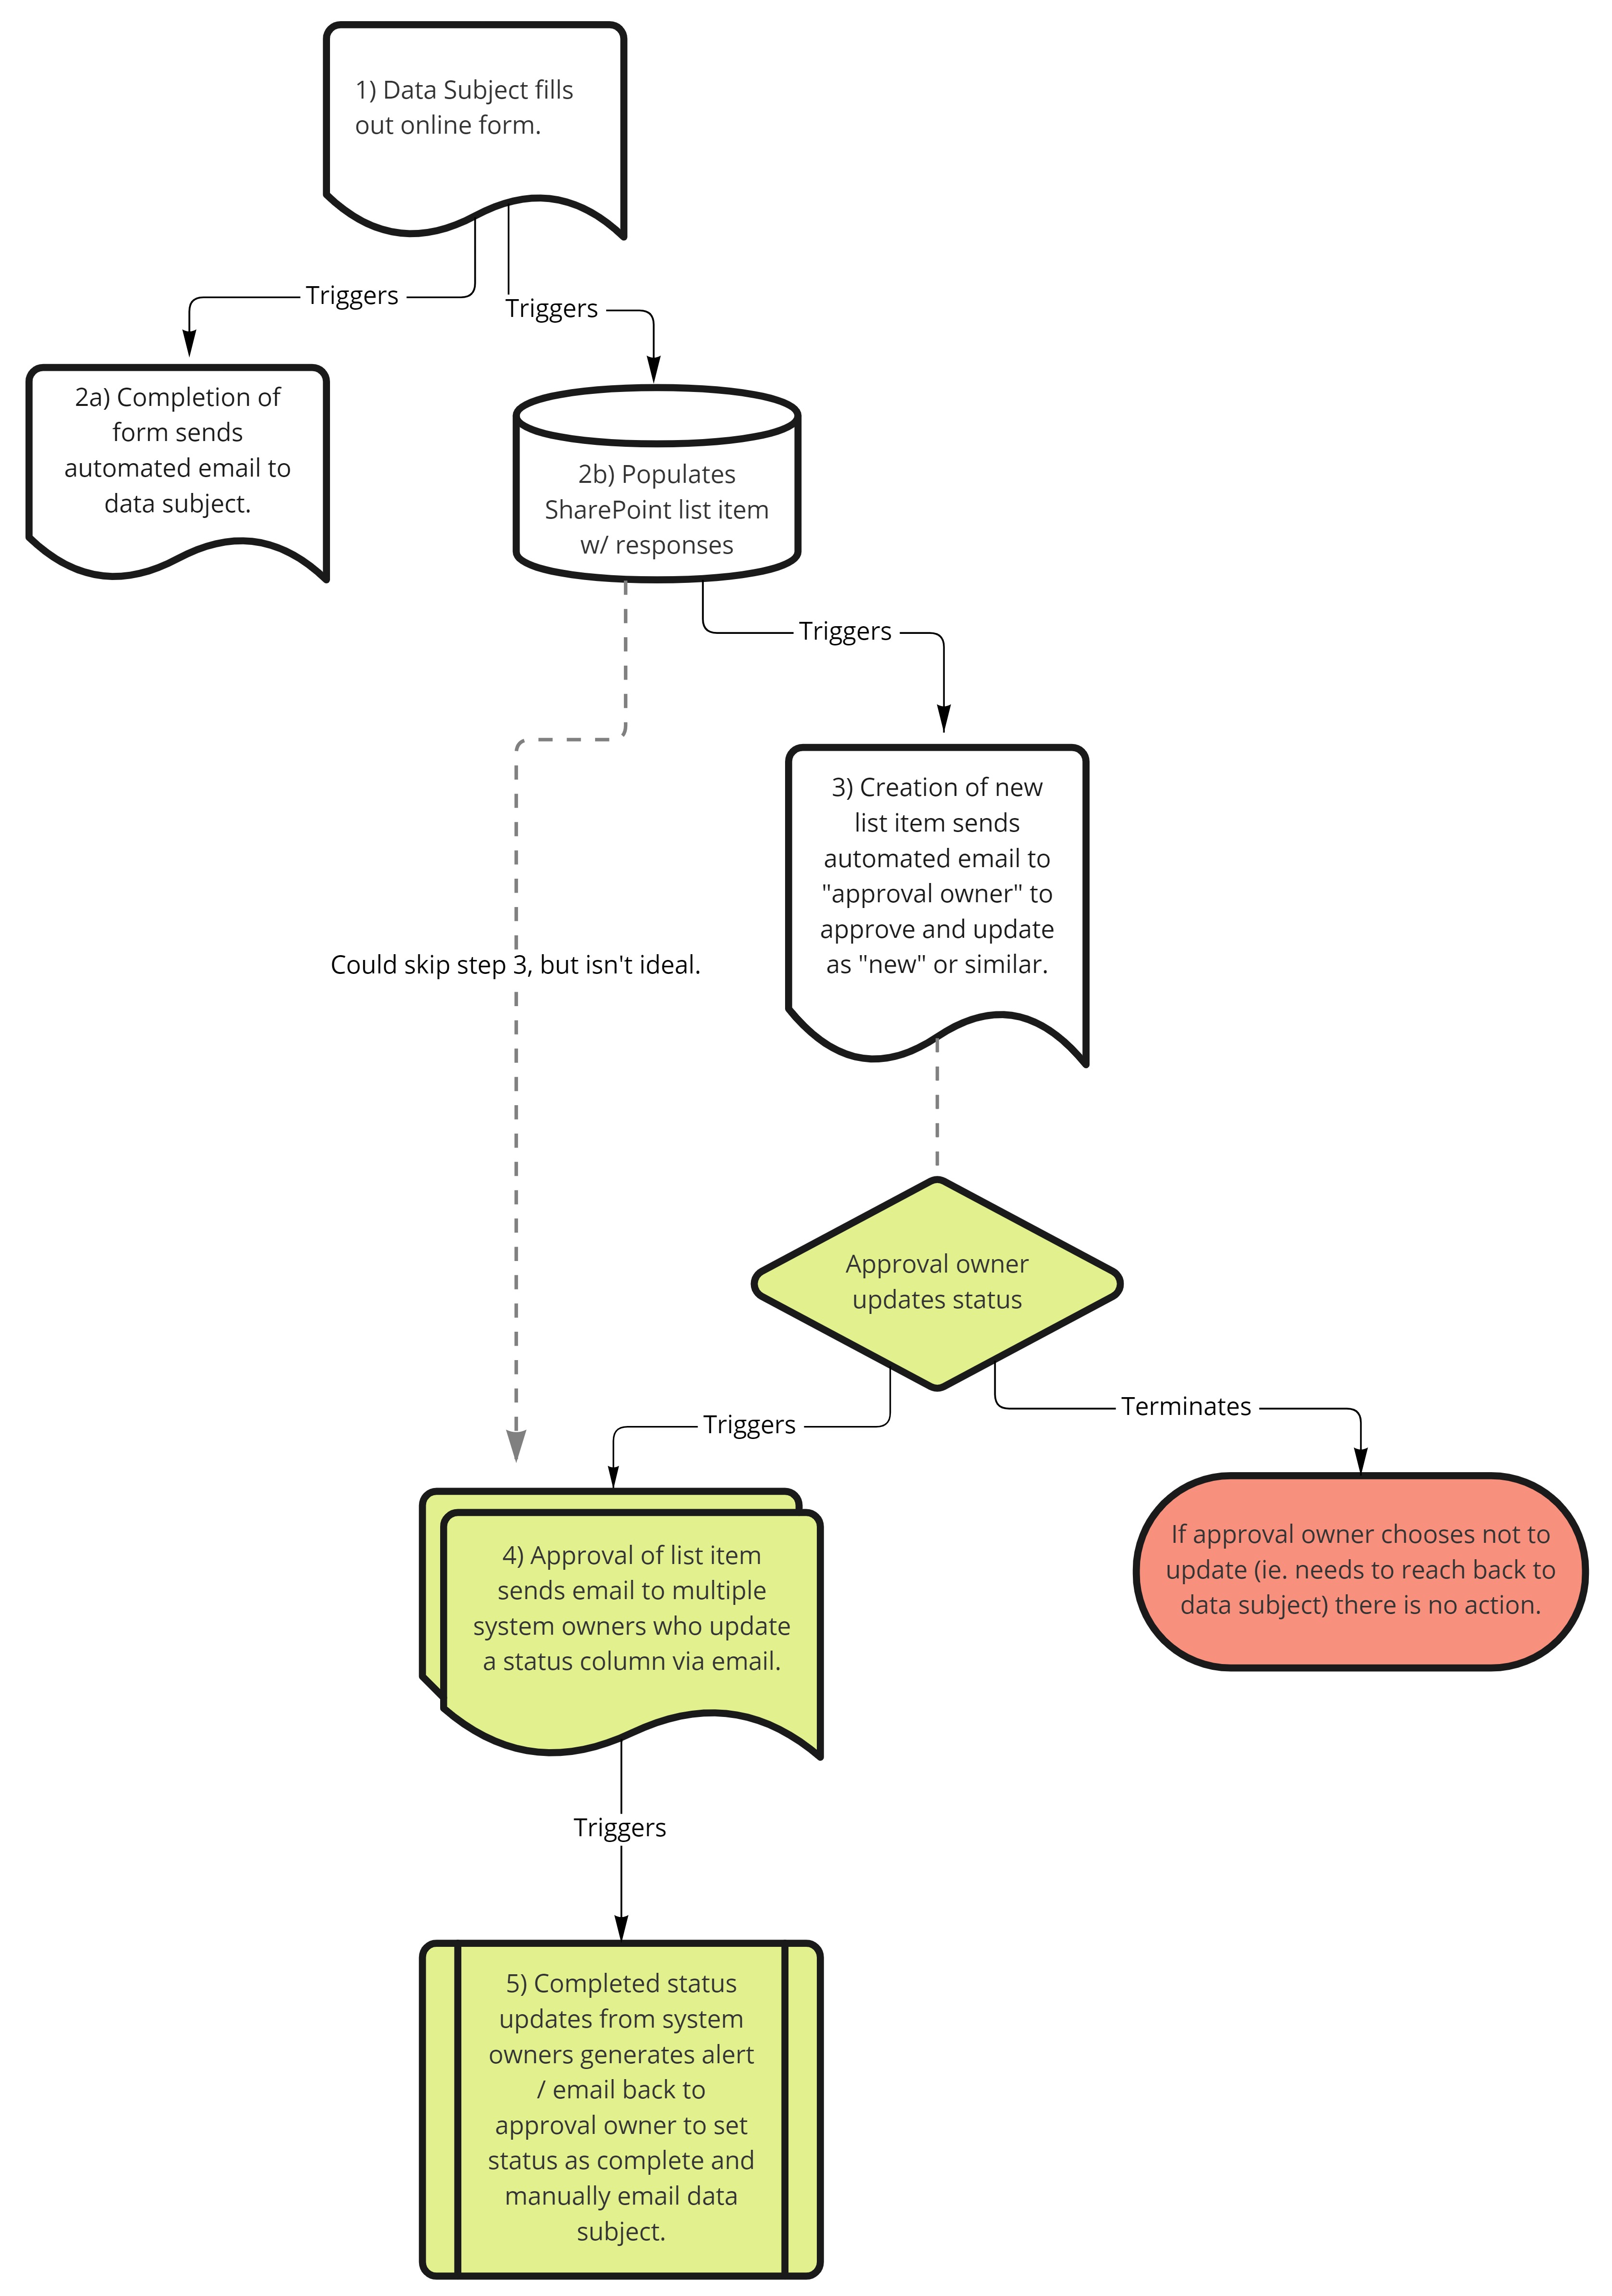 1) Data Subject fills
out online form.
Triggers
Triggers
2a) Completion of
form sends
automated email to
data subject.
2b) Populates
SharePoint list item
w/ responses
Triggers
3) Creation of new
list item sends
automated email to
"approval owner" to
approve and update
as "new" or similar.
Could skip step 3, but isn't ideal.
Approval owner
updates status
Triggers
Terminates
4) Approval of list item
sends email to multiple
system owners who update
a status column via email.
If approval owner chooses not to
update (ie. needs to reach back to
data subject) there is no action.
Triggers
5) Completed status
updates from system
owners generates alert
/ email back to
approval owner to set
status as complete and
manually email data
subject.